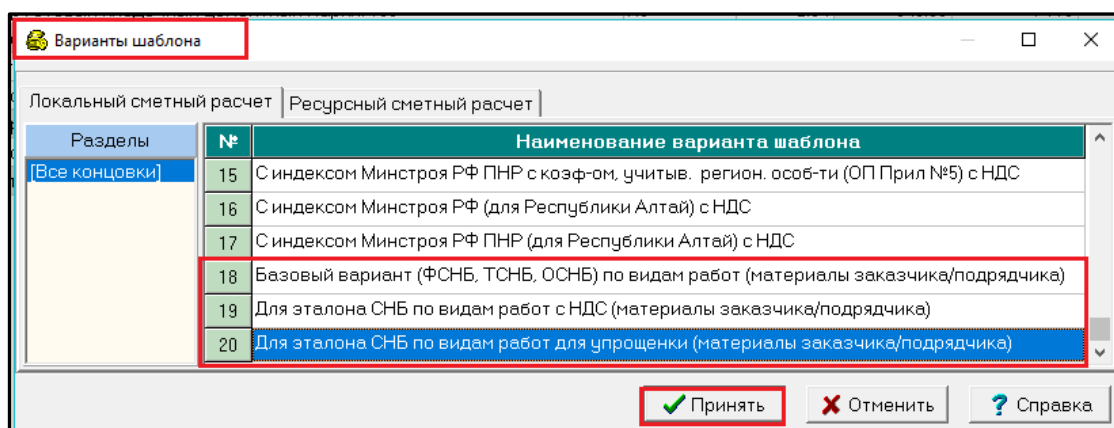 Варианты шаблона
Локальный сметный расчет Ресурсный сметный расчет
Разделы № Наименование варианта шаблона
[Все концовки] 15 С индексом Минстроя РФ ПНР с коэф-ом, учитыв. регион. особ-ти (ОП Прил №5) с НДС
16 С индексом Минстроя РФ (для Республики Алтай) с НДС
17 С индексом Минстроя РФ ПНР (для Республики Алтай) с НДС
18 Базовый вариант (ФСНБ, ТСНБ, ОСНБ) по видам работ (материалы заказчика/подрядчика)
19 Для эталона СНБ по видам работ с НДС (материалы заказчика/подрядчика)
20 Для эталона СНБ по видам работ для упрощенки (материалы заказчика/подрядчика)
Принять Отменить ? Справка